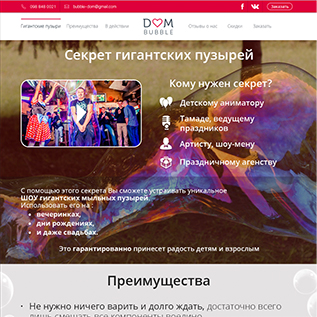 098 848 0021 bubble-dom@gmail.com Заказать
Гигантские пузыри Преимущества В действии DOM BUBBLE Отзывы о нас Скидки Заказать
Секрет гигантских пузырей
Кому нужен секрет?
Детскому аниматору
Тамаде, ведущему
праздников
Артисту, шоу-мену
Праздничному агенству
С помощью этого секрета Вы сможете устраивать уникальное
ШОУ гигантских мыльных пузырей.
Использовать его на :
• вечеринках,
• дни рождениях,
• и даже свадьбах.
Это гарантированно принесет радость детям и взрослым
Преимущества
• Не нужно ничего варить и долго ждать, достаточно всего
лишь смешать все компоненты воедино